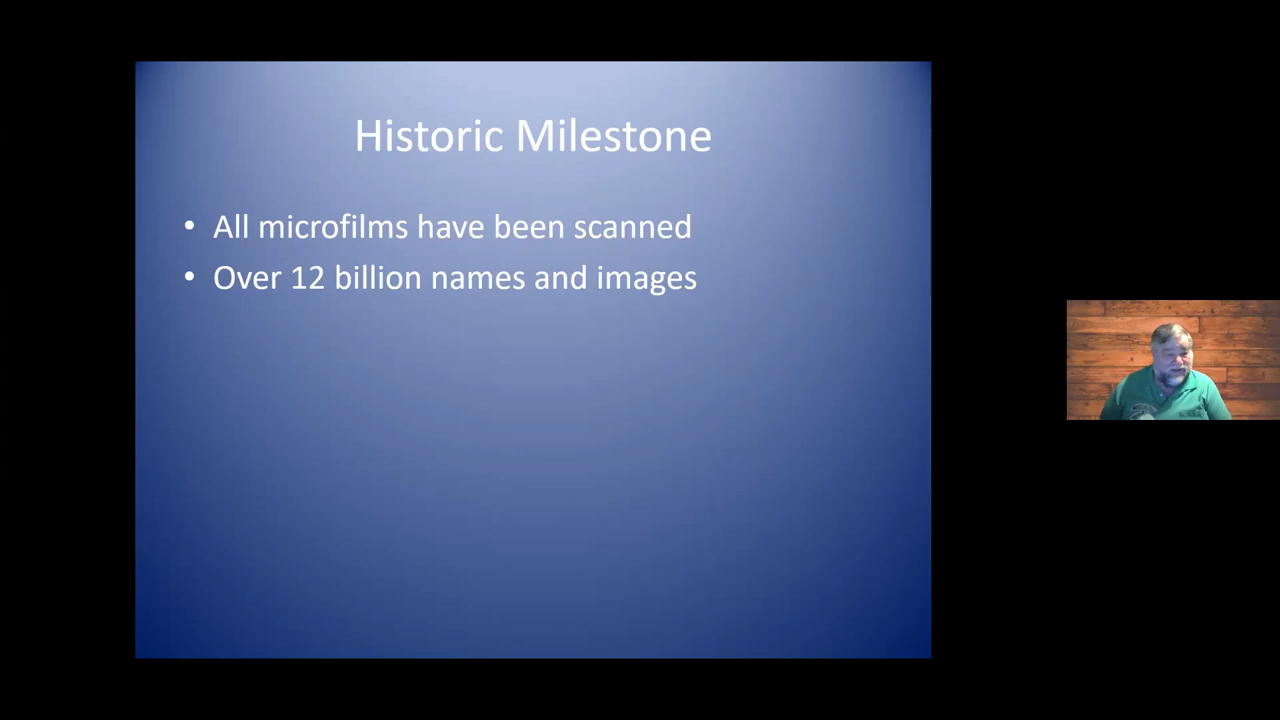 Historic Milestone
• All microfilms have been scanned
• Over 12 billion names and images